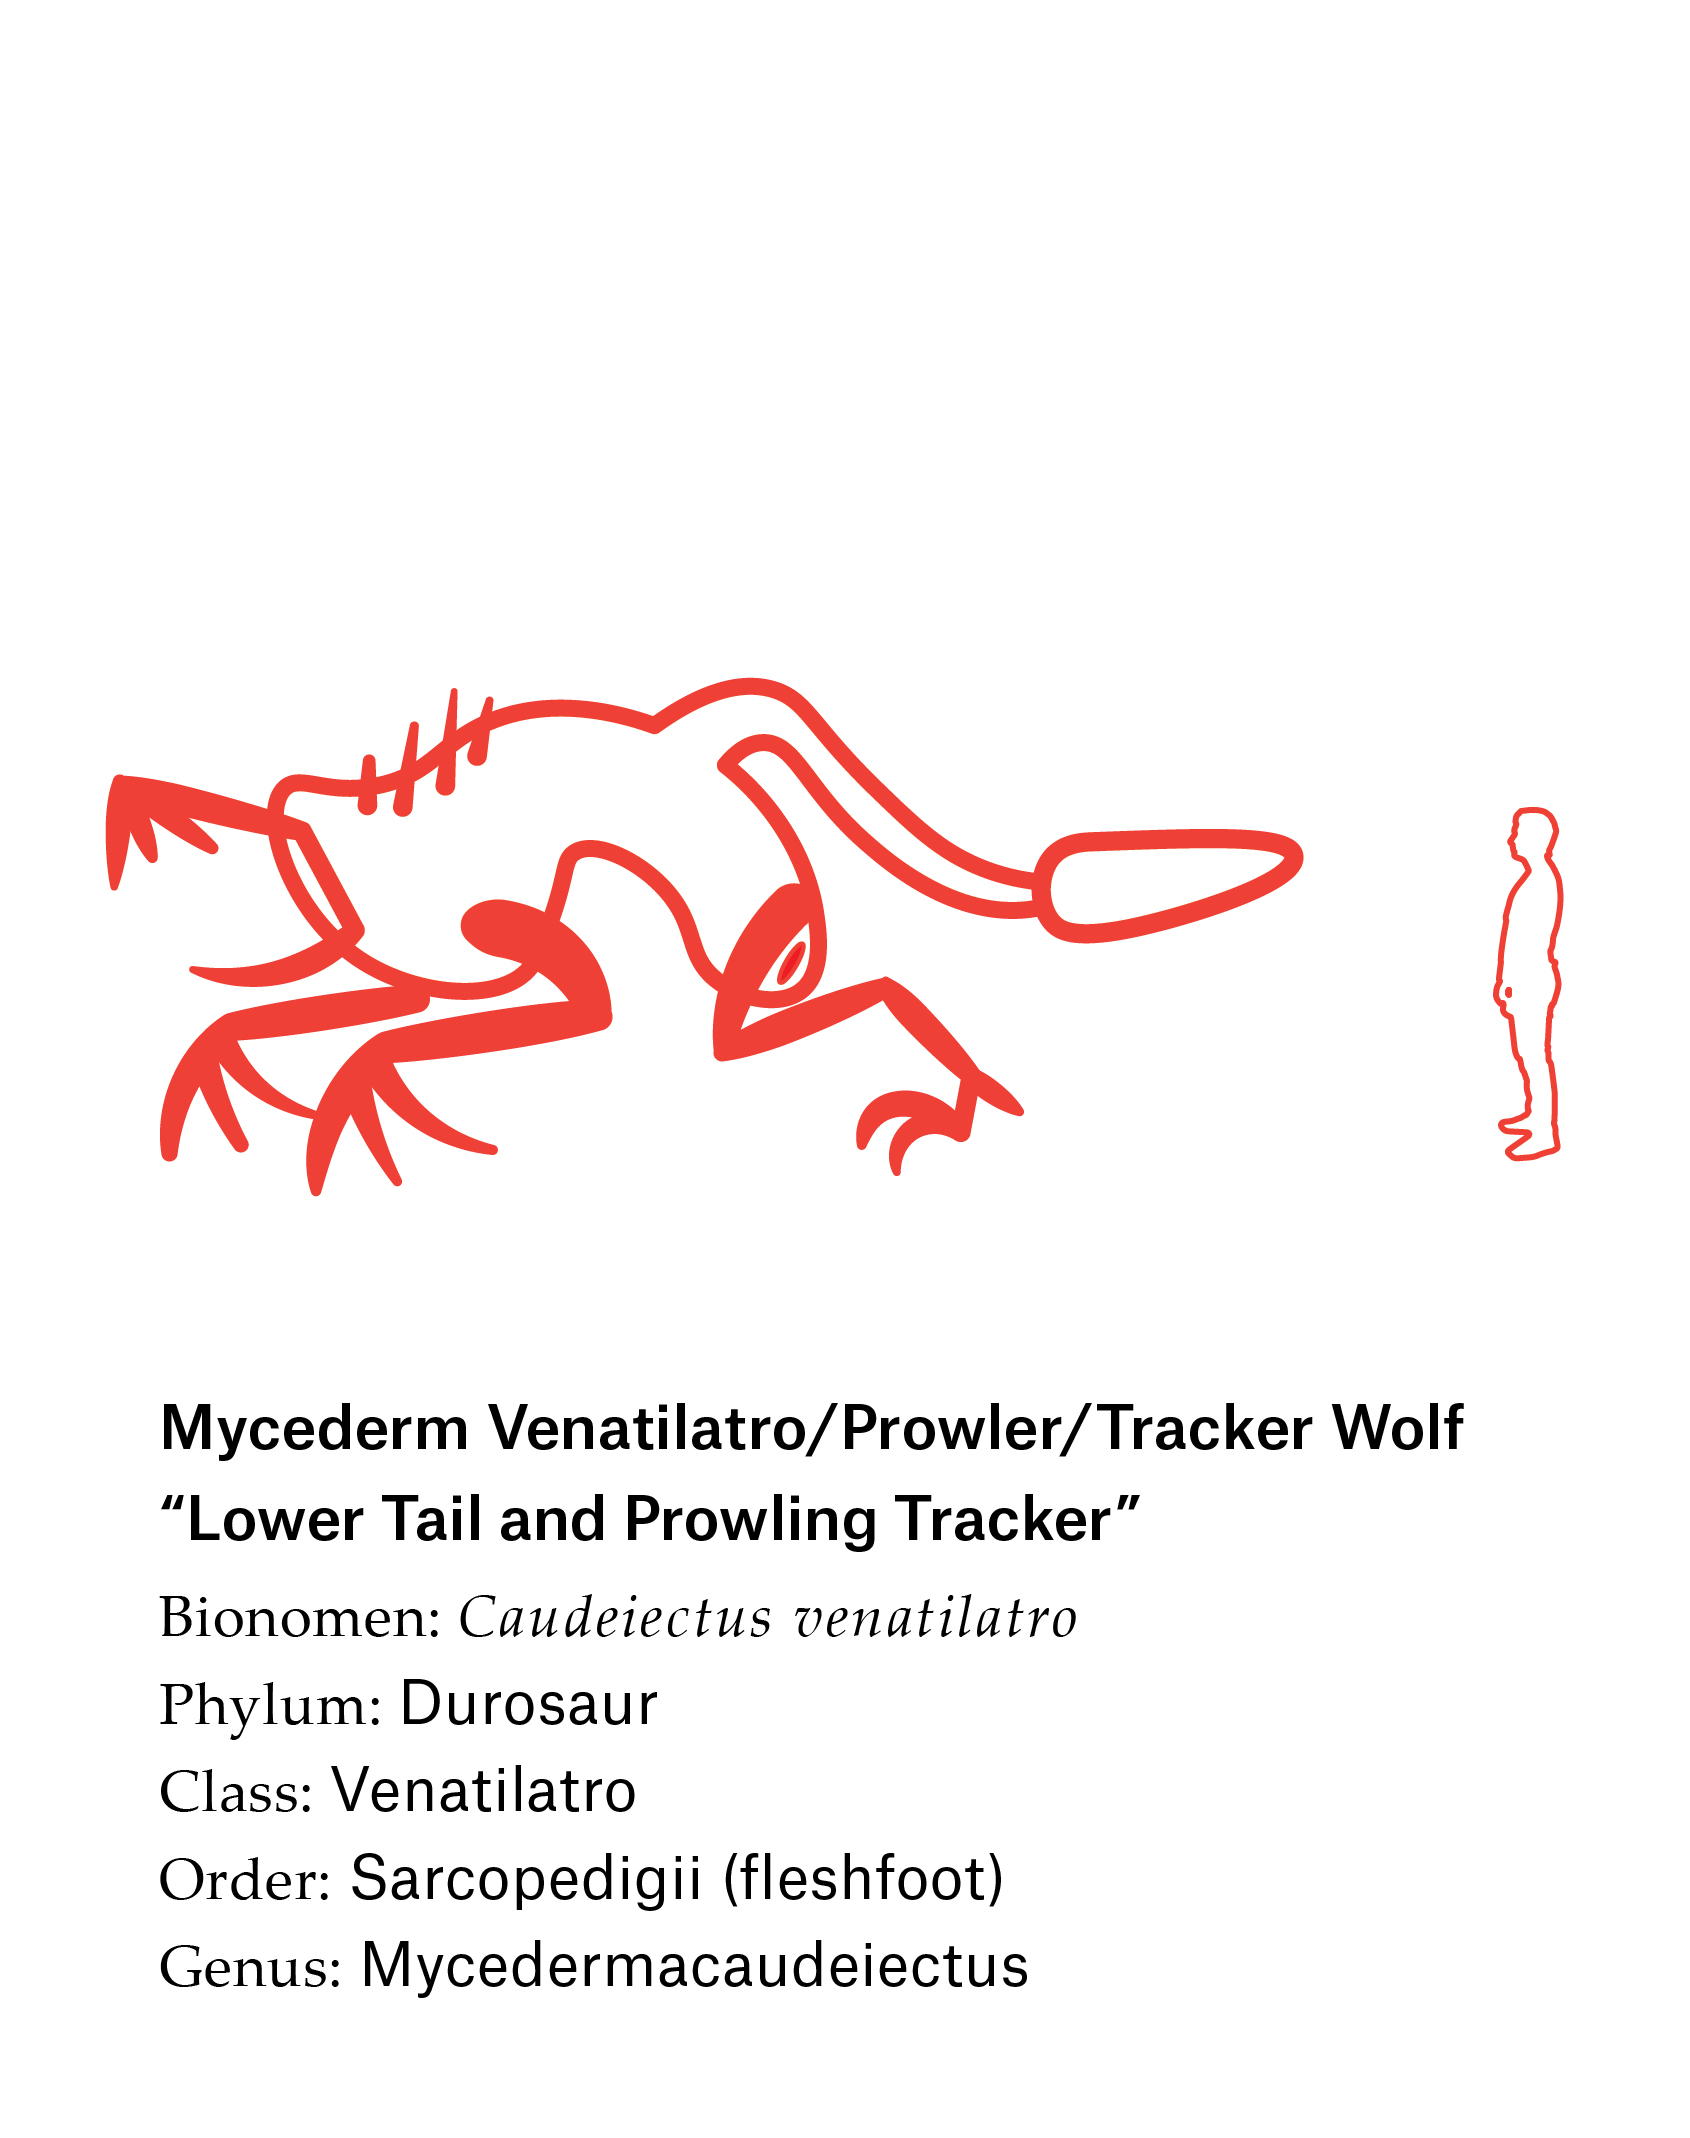 Mycederm Venatilatro/Prowler/Tracker Wolf
“Lower Tail and Prowling Tracker”
Bionomen: Caudeiectus venatilatro
Phylum: Durosaur
Class: Venatilatro
Order: Sarcopedigii (fleshfoot)
Genus: Mycedermacaudeiectus